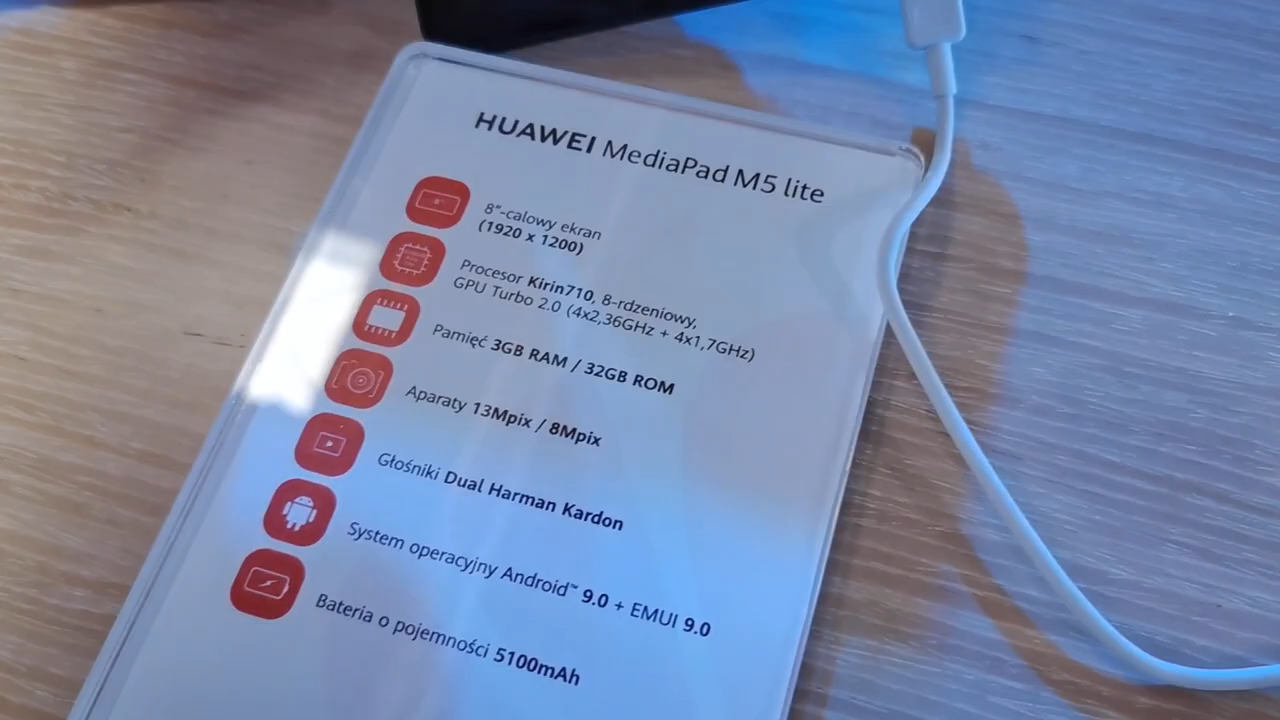 HUAWEI MediaPad M5 lite
8"-calowy ekran
(1920 x 1200)
Procesor Kirin710, 8-rdzeniowy,
GPU Turbo 2.0 (4x2,36GHz + 4x1,7GHz)
Pamięć 3GB RAM / 32GB ROM
Aparaty 13Mpix / 8Mpix
Głośniki Dual Harman Kardon
System operacyjny Android™ 9.0 + EMUI 9.0
Bateria o pojemności 5100mAh